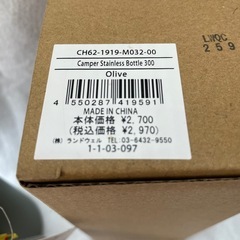 CH62-1919-M032-00
Camper Stainless Bottle 300
Olive
4 550287 419591
MADE IN CHINA
本体価格 ¥2,700
(税込価格 ¥2,970)
(株) ランドウェル TEL: 03-6432-9550
1-1-03-097
LWQC
259